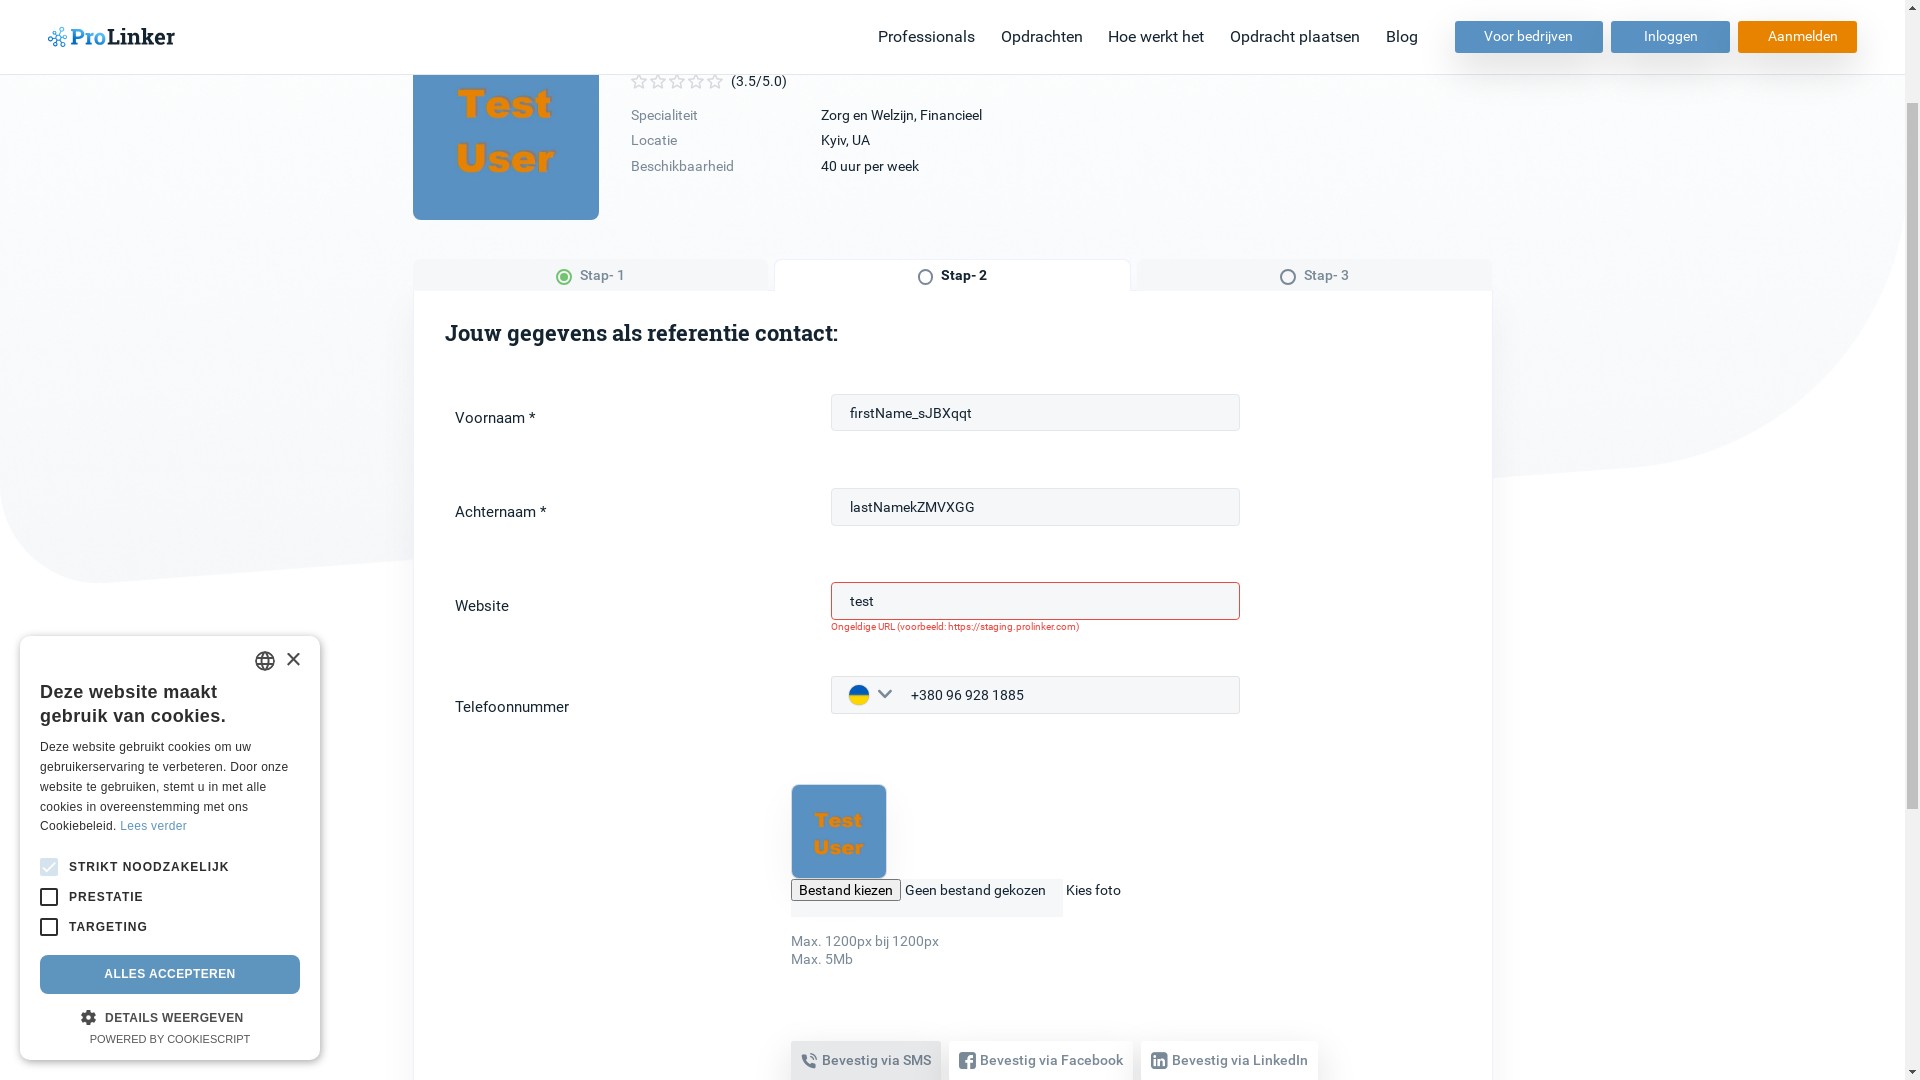 ProLinker
Professionals Opdrachten Hoe werkt het Opdracht plaatsen Blog Voor bedrijven Inloggen Aanmelden
Test
User
(3.5/5.0)
Specialiteit Zorg en Welzijn, Financieel
Locatie Kyiv, UA
Beschikbaarheid 40 uur per week
Stap- 1 Stap- 2 Stap- 3
Jouw gegevens als referentie contact:
Voornaam * firstName_sJBXqqt
Achternaam * lastNamekZMVXGG
Website test
Ongeldige URL (voorbeeld: https://staging.prolinker.com)
Telefoonnummer +380 96 928 1885
Test
User
Bestand kiezen Geen bestand gekozen Kies foto
Max. 1200px bij 1200px
Max. 5Mb
Bevestig via SMS Bevestig via Facebook Bevestig via LinkedIn
Deze website maakt
gebruik van cookies.
Deze website gebruikt cookies om uw
gebruikerservaring te verbeteren. Door onze
website te gebruiken, stemt u in met alle
cookies in overeenstemming met ons
Cookiebeleid. Lees verder
STRIKT NOODZAKELIJK
PRESTATIE
TARGETING
ALLES ACCEPTEREN
DETAILS WEERGEVEN
POWERED BY COOKIESCRIPT